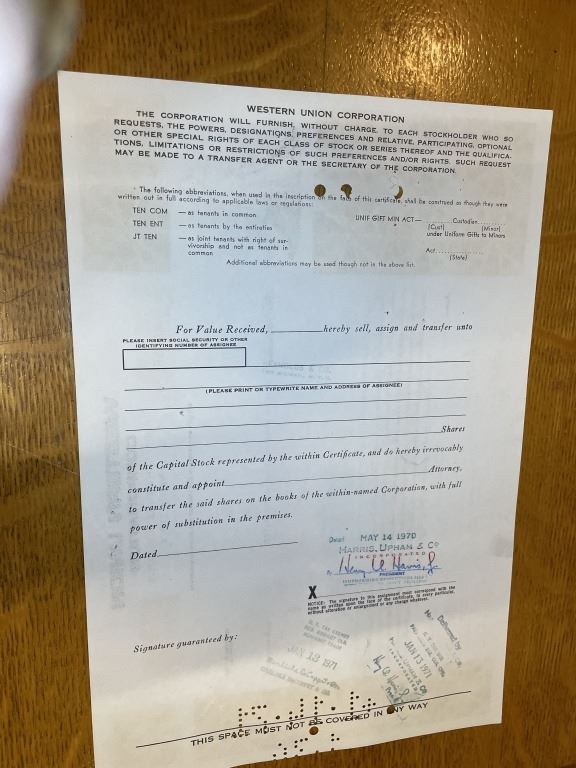 WESTERN UNION CORPORATION
THE CORPORATION WILL FURNISH, WITHOUT CHARGE, TO EACH STOCKHOLDER WHO SO
REQUESTS, THE POWERS, DESIGNATIONS, PREFERENCES AND RELATIVE, PARTICIPATING, OPTIONAL
OR OTHER SPECIAL RIGHTS OF EACH CLASS OF STOCK OR SERIES THEREOF AND THE QUALIFICA-
TIONS, LIMITATIONS OR RESTRICTIONS OF SUCH PREFERENCES AND/OR RIGHTS. SUCH REQUEST
MAY BE MADE TO A TRANSFER AGENT OR THE SECRETARY OF THE CORPORATION.
The following abbreviations, when used in the inscription on the face of this certificate, shall be construed as though they were
written out in full according to applicable laws or regulations:
TEN COM — as tenants in common
TEN ENT — as tenants by the entireties
JT TEN — as joint tenants with right of sur-
vivorship and not as tenants in
common
UNIF GIFT MIN ACT— .......... Custodian..........
(Cust) (Minor)
under Uniform Gifts to Minors
Act..............
(State)
Additional abbreviations may be used though not in the above list.
For Value Received, __________hereby sell, assign and transfer unto
PLEASE INSERT SOCIAL SECURITY OR OTHER
IDENTIFYING NUMBER OF ASSIGNEE
(PLEASE PRINT OR TYPEWRITE NAME AND ADDRESS OF ASSIGNEE)
Shares
of the Capital Stock represented by the within Certificate, and do hereby irrevocably
constitute and appoint__________Attorney,
to transfer the said shares on the books of the within-named Corporation, with full
power of substitution in the premises.
Dated__________
Dated MAY 14 1970
HARRIS, UPHAM & CO
INCORPORATED
Henry U Harris, Jr
PRESIDENT
X
NOTICE: The signature to this assignment must correspond with the
name as written upon the face of the certificate, in every particular,
without alteration or enlargement or any change whatever.
Signature guaranteed by:
JAN 13 1971
JAN 13 1971
THIS SPACE MUST NOT BE COVERED IN ANY WAY